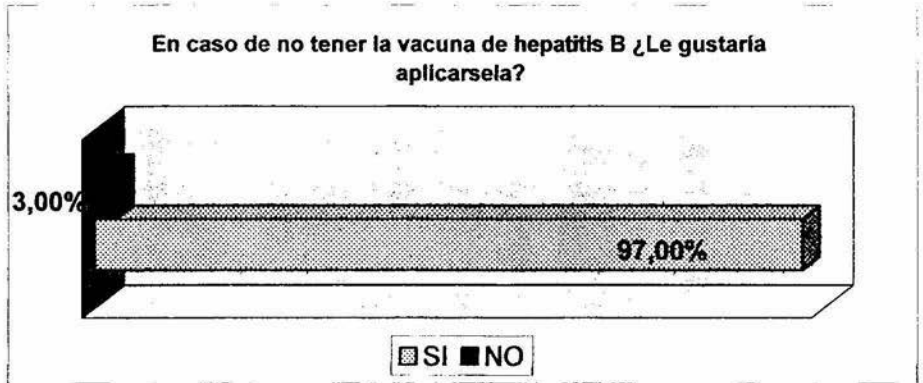 En caso de no tener la vacuna de hepatitis B ¿Le gustaría
aplicarsela?
3,00%
97,00%
SI NO